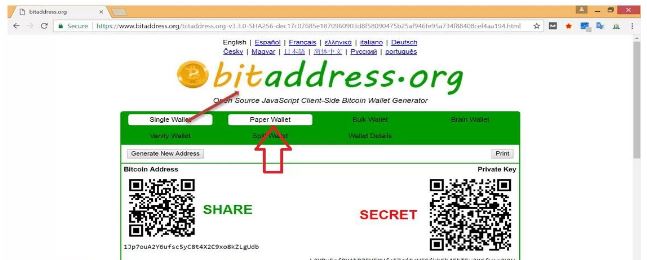 bitaddress.org
Secure | https://www.bitaddress.org/bitaddress.org-v3.3.0-SHA256-dec17c07685e1870960903d8f58090475b25af946fe95a734f88408cef4aa194.html
English | Español | Français | ελληνικά | italiano | Deutsch
Česky | Magyar | 日本語 | 简体中文 | Русский | português
bitaddress.org
Open Source JavaScript Client-Side Bitcoin Wallet Generator
Single Wallet Paper Wallet Bulk Wallet Brain Wallet
Vanity Wallet Split Wallet Wallet Details
Generate New Address Print
Bitcoin Address Private Key
SHARE SECRET
1Jp7ouA2Y6ufsc5yC8t4X2C9xo8kZLgUdb